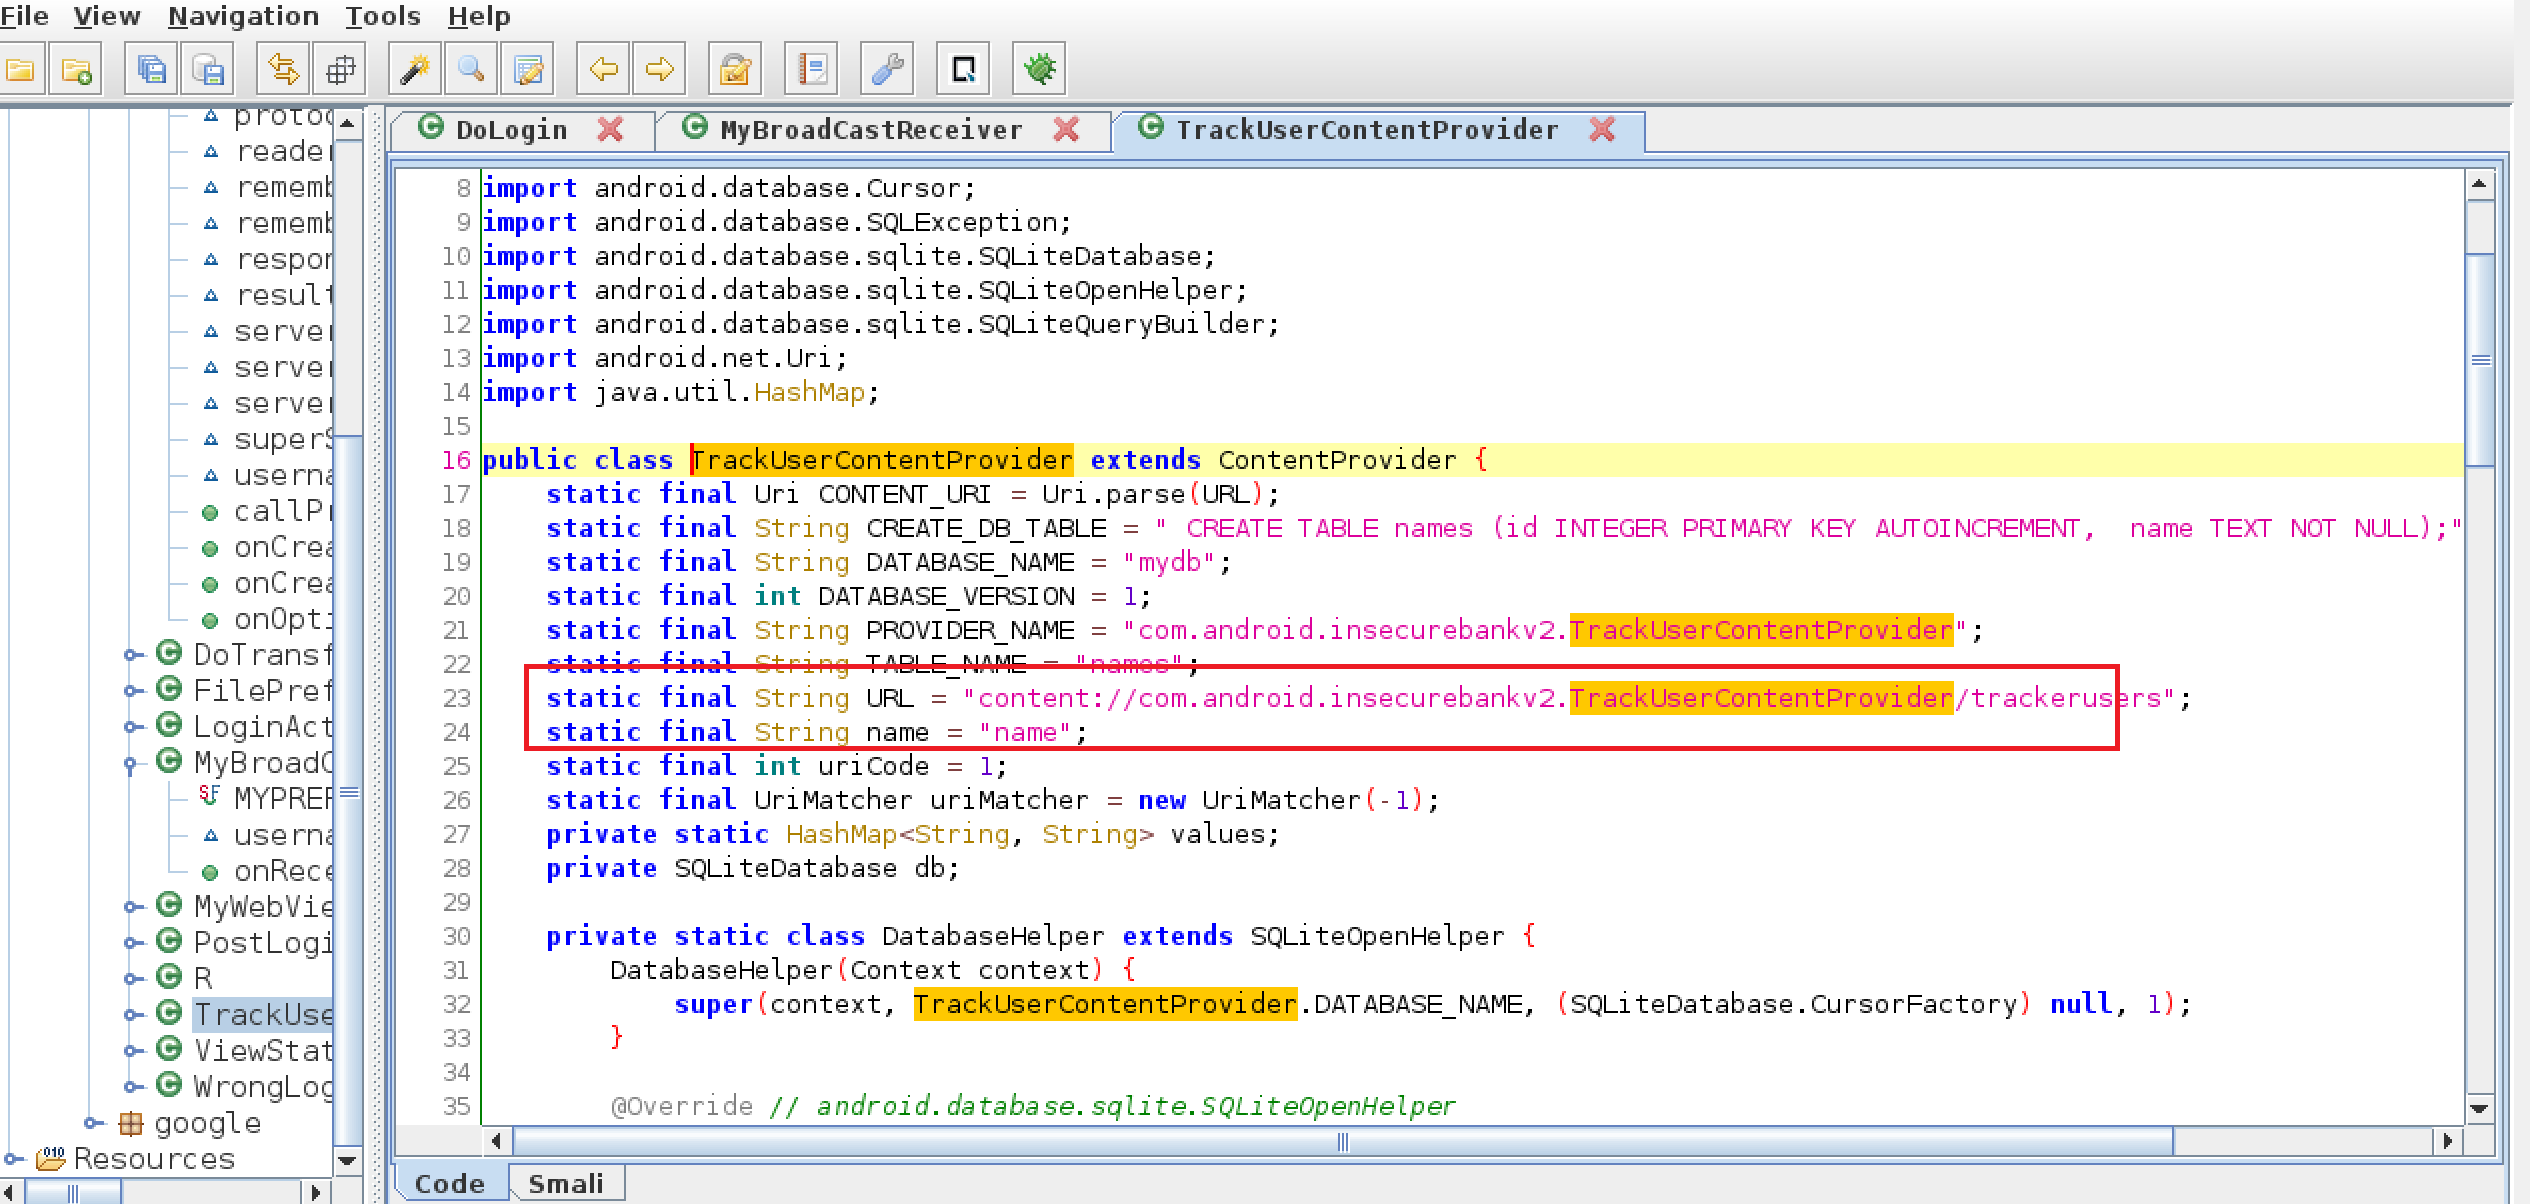 File View Navigation Tools Help
protoc
reader
rememb
rememb
respon
result
server
server
server
superS
userna
callPr
onCrea
onCrea
onOpti
DoTransf
FilePref
LoginAct
MyBroadC
MYPREF
userna
onRece
MyWebVie
PostLogi
R
TrackUse
ViewStat
WrongLog
google
Resources
DoLogin MyBroadCastReceiver TrackUserContentProvider
8 import android.database.Cursor;
9 import android.database.SQLException;
10 import android.database.sqlite.SQLiteDatabase;
11 import android.database.sqlite.SQLiteOpenHelper;
12 import android.database.sqlite.SQLiteQueryBuilder;
13 import android.net.Uri;
14 import java.util.HashMap;
15
16 public class TrackUserContentProvider extends ContentProvider {
17 static final Uri CONTENT_URI = Uri.parse(URL);
18 static final String CREATE_DB_TABLE = " CREATE TABLE names (id INTEGER PRIMARY KEY AUTOINCREMENT,  name TEXT NOT NULL);"
19 static final String DATABASE_NAME = "mydb";
20 static final int DATABASE_VERSION = 1;
21 static final String PROVIDER_NAME = "com.android.insecurebankv2.TrackUserContentProvider";
22 static final String TABLE_NAME = "names";
23 static final String URL = "content://com.android.insecurebankv2.TrackUserContentProvider/trackerusers";
24 static final String name = "name";
25 static final int uriCode = 1;
26 static final UriMatcher uriMatcher = new UriMatcher(-1);
27 private static HashMap<String, String> values;
28 private SQLiteDatabase db;
29
30 private static class DatabaseHelper extends SQLiteOpenHelper {
31 DatabaseHelper(Context context) {
32 super(context, TrackUserContentProvider.DATABASE_NAME, (SQLiteDatabase.CursorFactory) null, 1);
33 }
34
35 @Override // android.database.sqlite.SQLiteOpenHelper
Code Smali